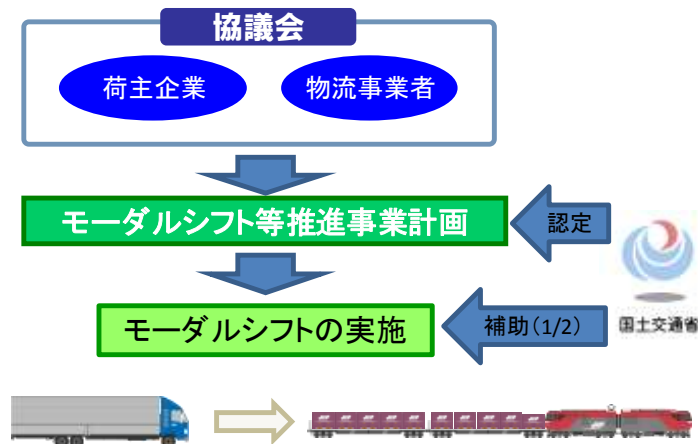 協議会
荷主企業
物流事業者
モーダルシフト等推進事業計画
認定
モーダルシフトの実施
補助(1/2)
国土交通省